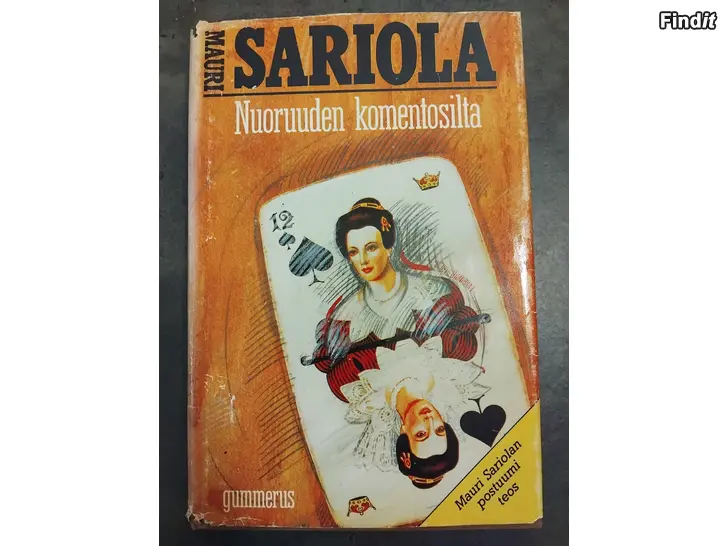 Findit
MAURI
SARIOLA
Nuoruuden komentosilta
12
Mauri Sariolan
postuumi
teos
gummerus